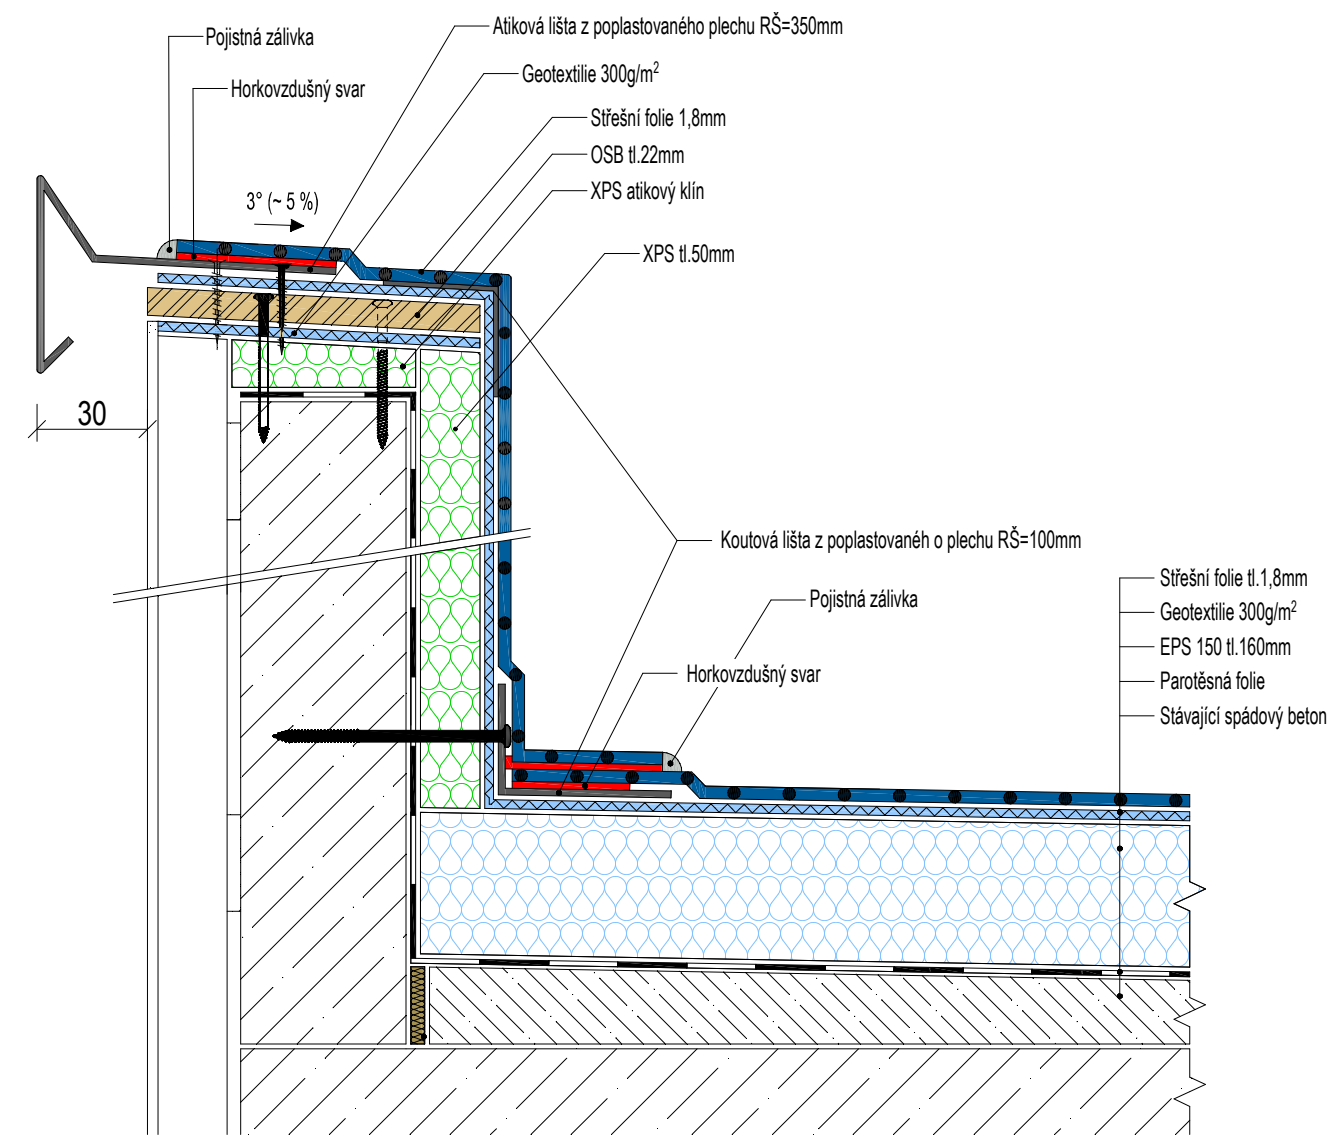 Atiková lišta z poplastovaného plechu RŠ=350mm
Pojistná zálivka
Geotextilie 300g/m²
Horkovzdušný svar
Střešní folie 1,8mm
OSB tl.22mm
XPS atikový klín
3° (~ 5 %)
XPS tl.50mm
30
Koutová lišta z poplastovanéh o plechu RŠ=100mm
Pojistná zálivka
Horkovzdušný svar
Střešní folie tl.1,8mm
Geotextilie 300g/m²
EPS 150 tl.160mm
Parotěsná folie
Stávající spádový beton